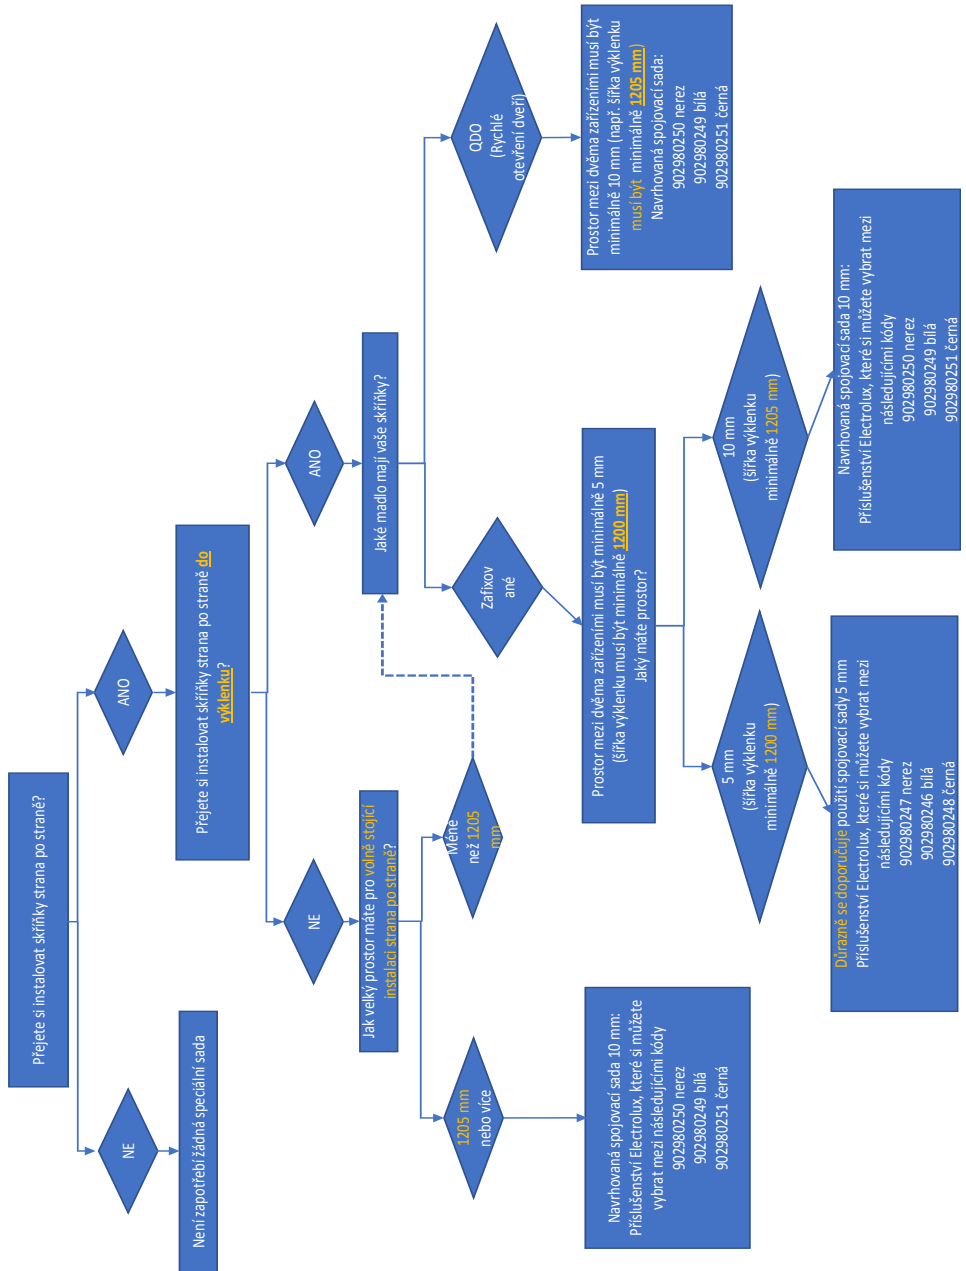 Přejete si instalovat skříňky strana po straně?
NE
ANO
Není zapotřebí žádná speciální sada
Přejete si instalovat skříňky strana po straně do
výklenku?
NE
ANO
Jak velký prostor máte pro volně stojící
instalaci strana po straně?
Jaké madlo mají vaše skříňky?
1205 mm
nebo více
Méně
než 1205
mm
Zafixov
ané
QDO
(Rychlé
otevření dveří)
Navrhovaná spojovací sada 10 mm:
Příslušenství Electrolux, které si můžete
vybrat mezi následujícími kódy
902980250 nerez
902980249 bílá
902980251 černá
Prostor mezi dvěma zařízeními musí být minimálně 5 mm
(šířka výklenku musí být minimálně 1200 mm)
Jaký máte prostor?
Prostor mezi dvěma zařízeními musí být
minimálně 10 mm (např. šířka výklenku
musí být minimálně 1205 mm)
Navrhovaná spojovací sada:
902980250 nerez
902980249 bílá
902980251 černá
5 mm
(šířka výklenku
minimálně 1200 mm)
10 mm
(šířka výklenku
minimálně 1205 mm)
Důrazně se doporučuje použití spojovací sady 5 mm
Příslušenství Electrolux, které si můžete vybrat mezi
následujícími kódy
902980247 nerez
902980246 bílá
902980248 černá
Navrhovaná spojovací sada 10 mm:
Příslušenství Electrolux, které si můžete vybrat mezi
následujícími kódy
902980250 nerez
902980249 bílá
902980251 černá